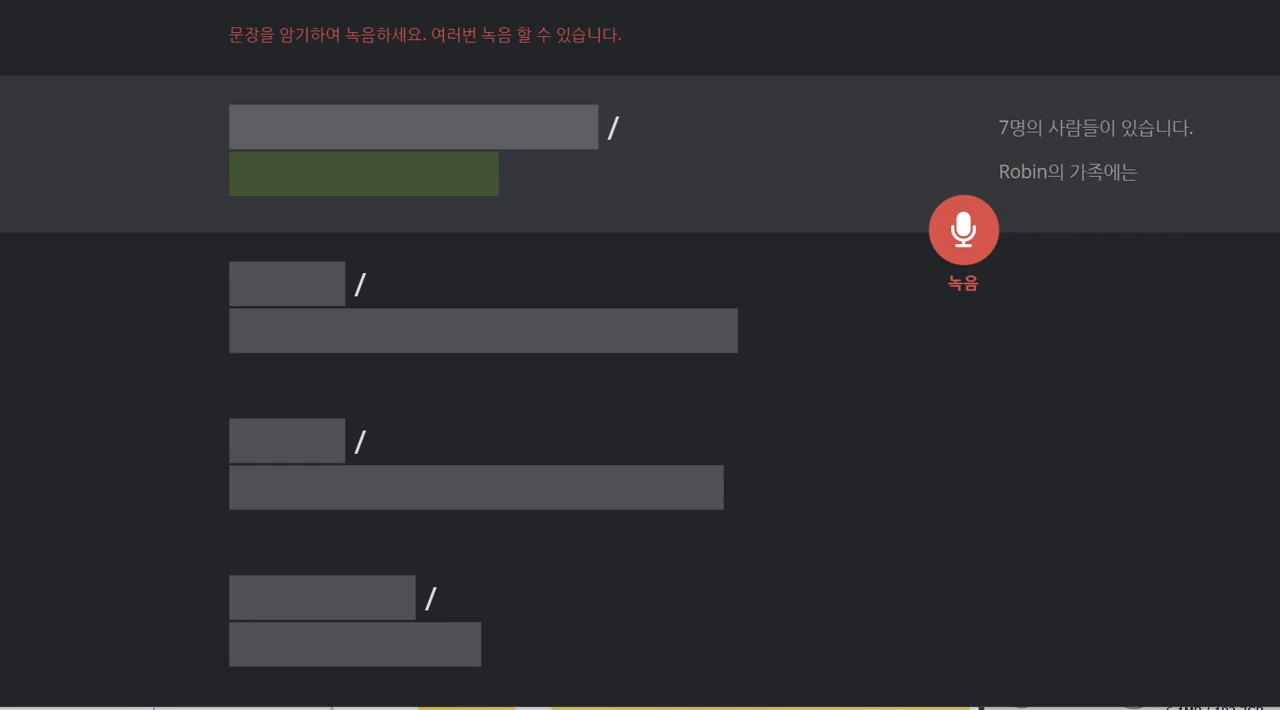 문장을 암기하여 녹음하세요. 여러번 녹음 할 수 있습니다.
/
7명의 사람들이 있습니다.
Robin의 가족에는
녹음
/
/
/